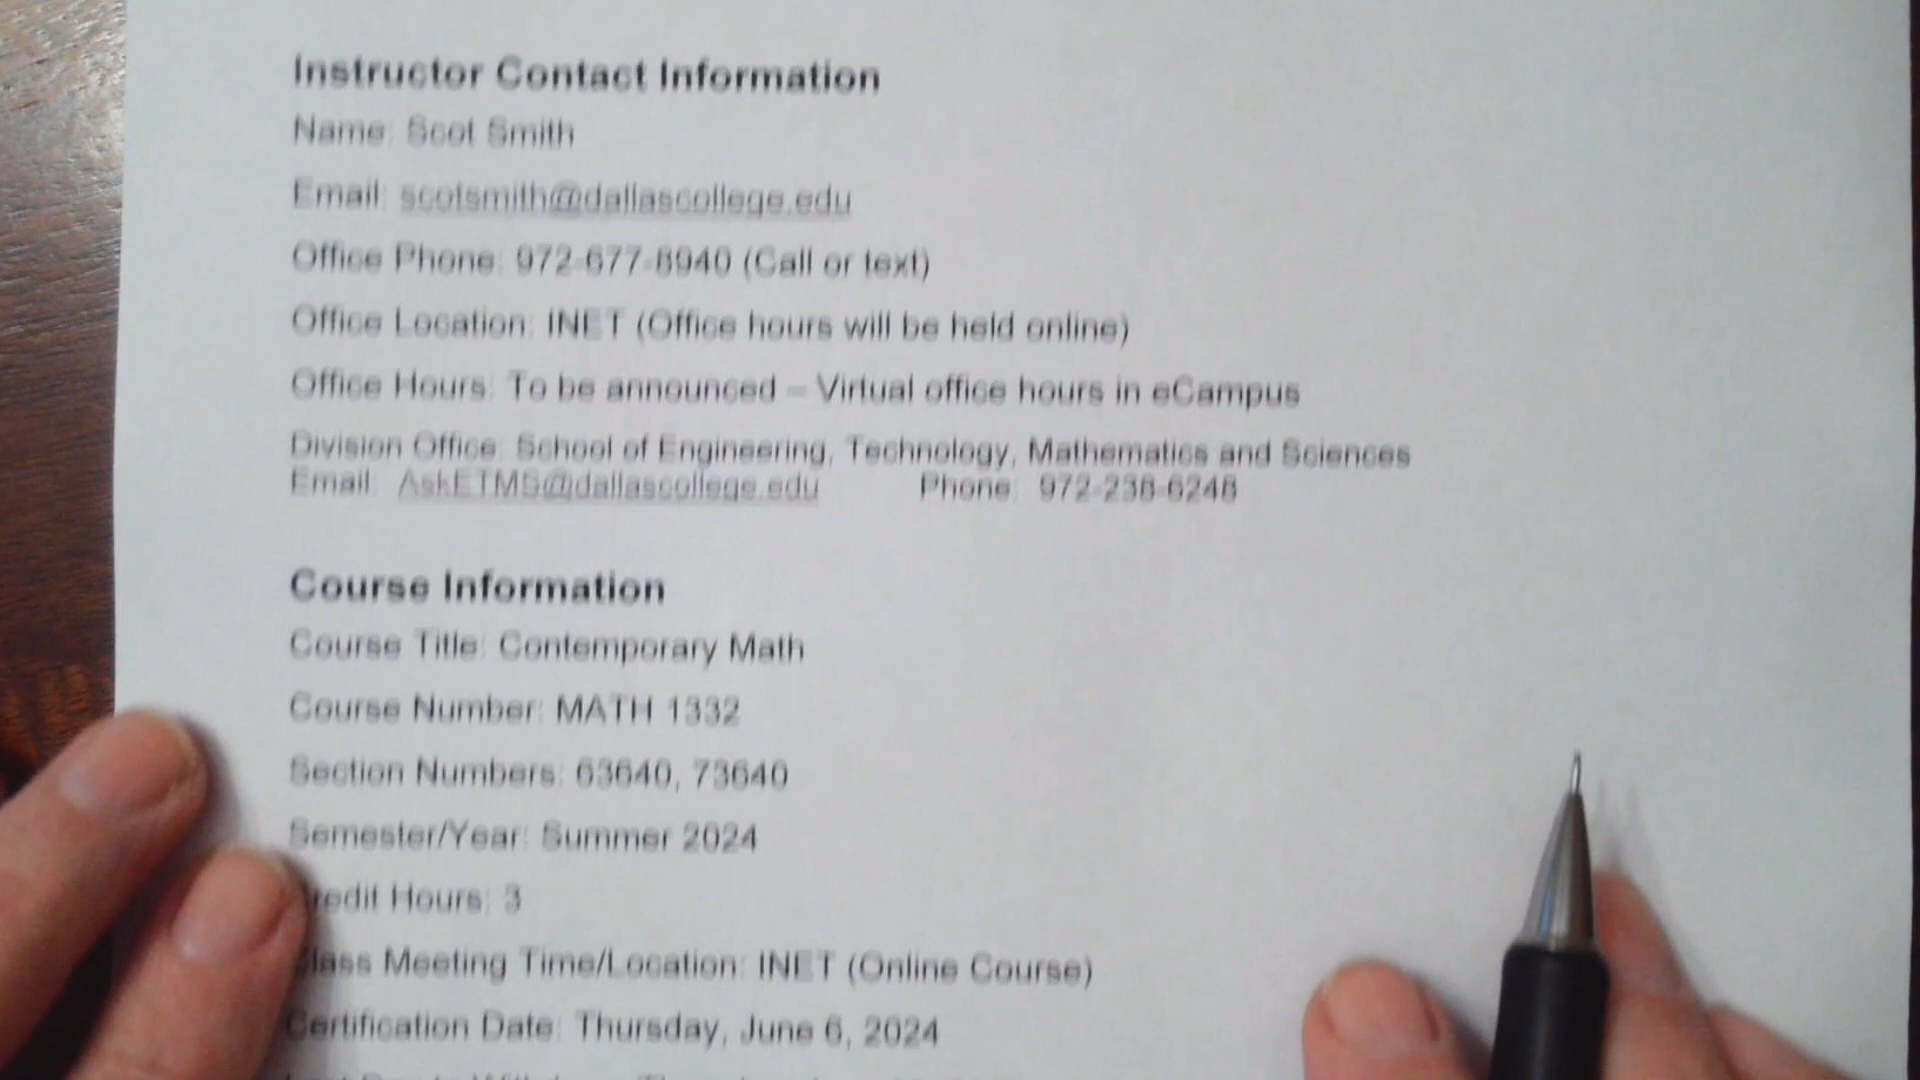 Instructor Contact Information
Name: Scot Smith
Email: scotsmith@dallascollege.edu
Office Phone: 972-677-8940 (Call or text)
Office Location: INET (Office hours will be held online)
Office Hours: To be announced – Virtual office hours in eCampus
Division Office: School of Engineering, Technology, Mathematics and Sciences
Email: AskETMS@dallascollege.edu Phone: 972-238-6248
Course Information
Course Title: Contemporary Math
Course Number: MATH 1332
Section Numbers: 63640, 73640
Semester/Year: Summer 2024
redit Hours: 3
lass Meeting Time/Location: INET (Online Course)
Certification Date: Thursday, June 6, 2024